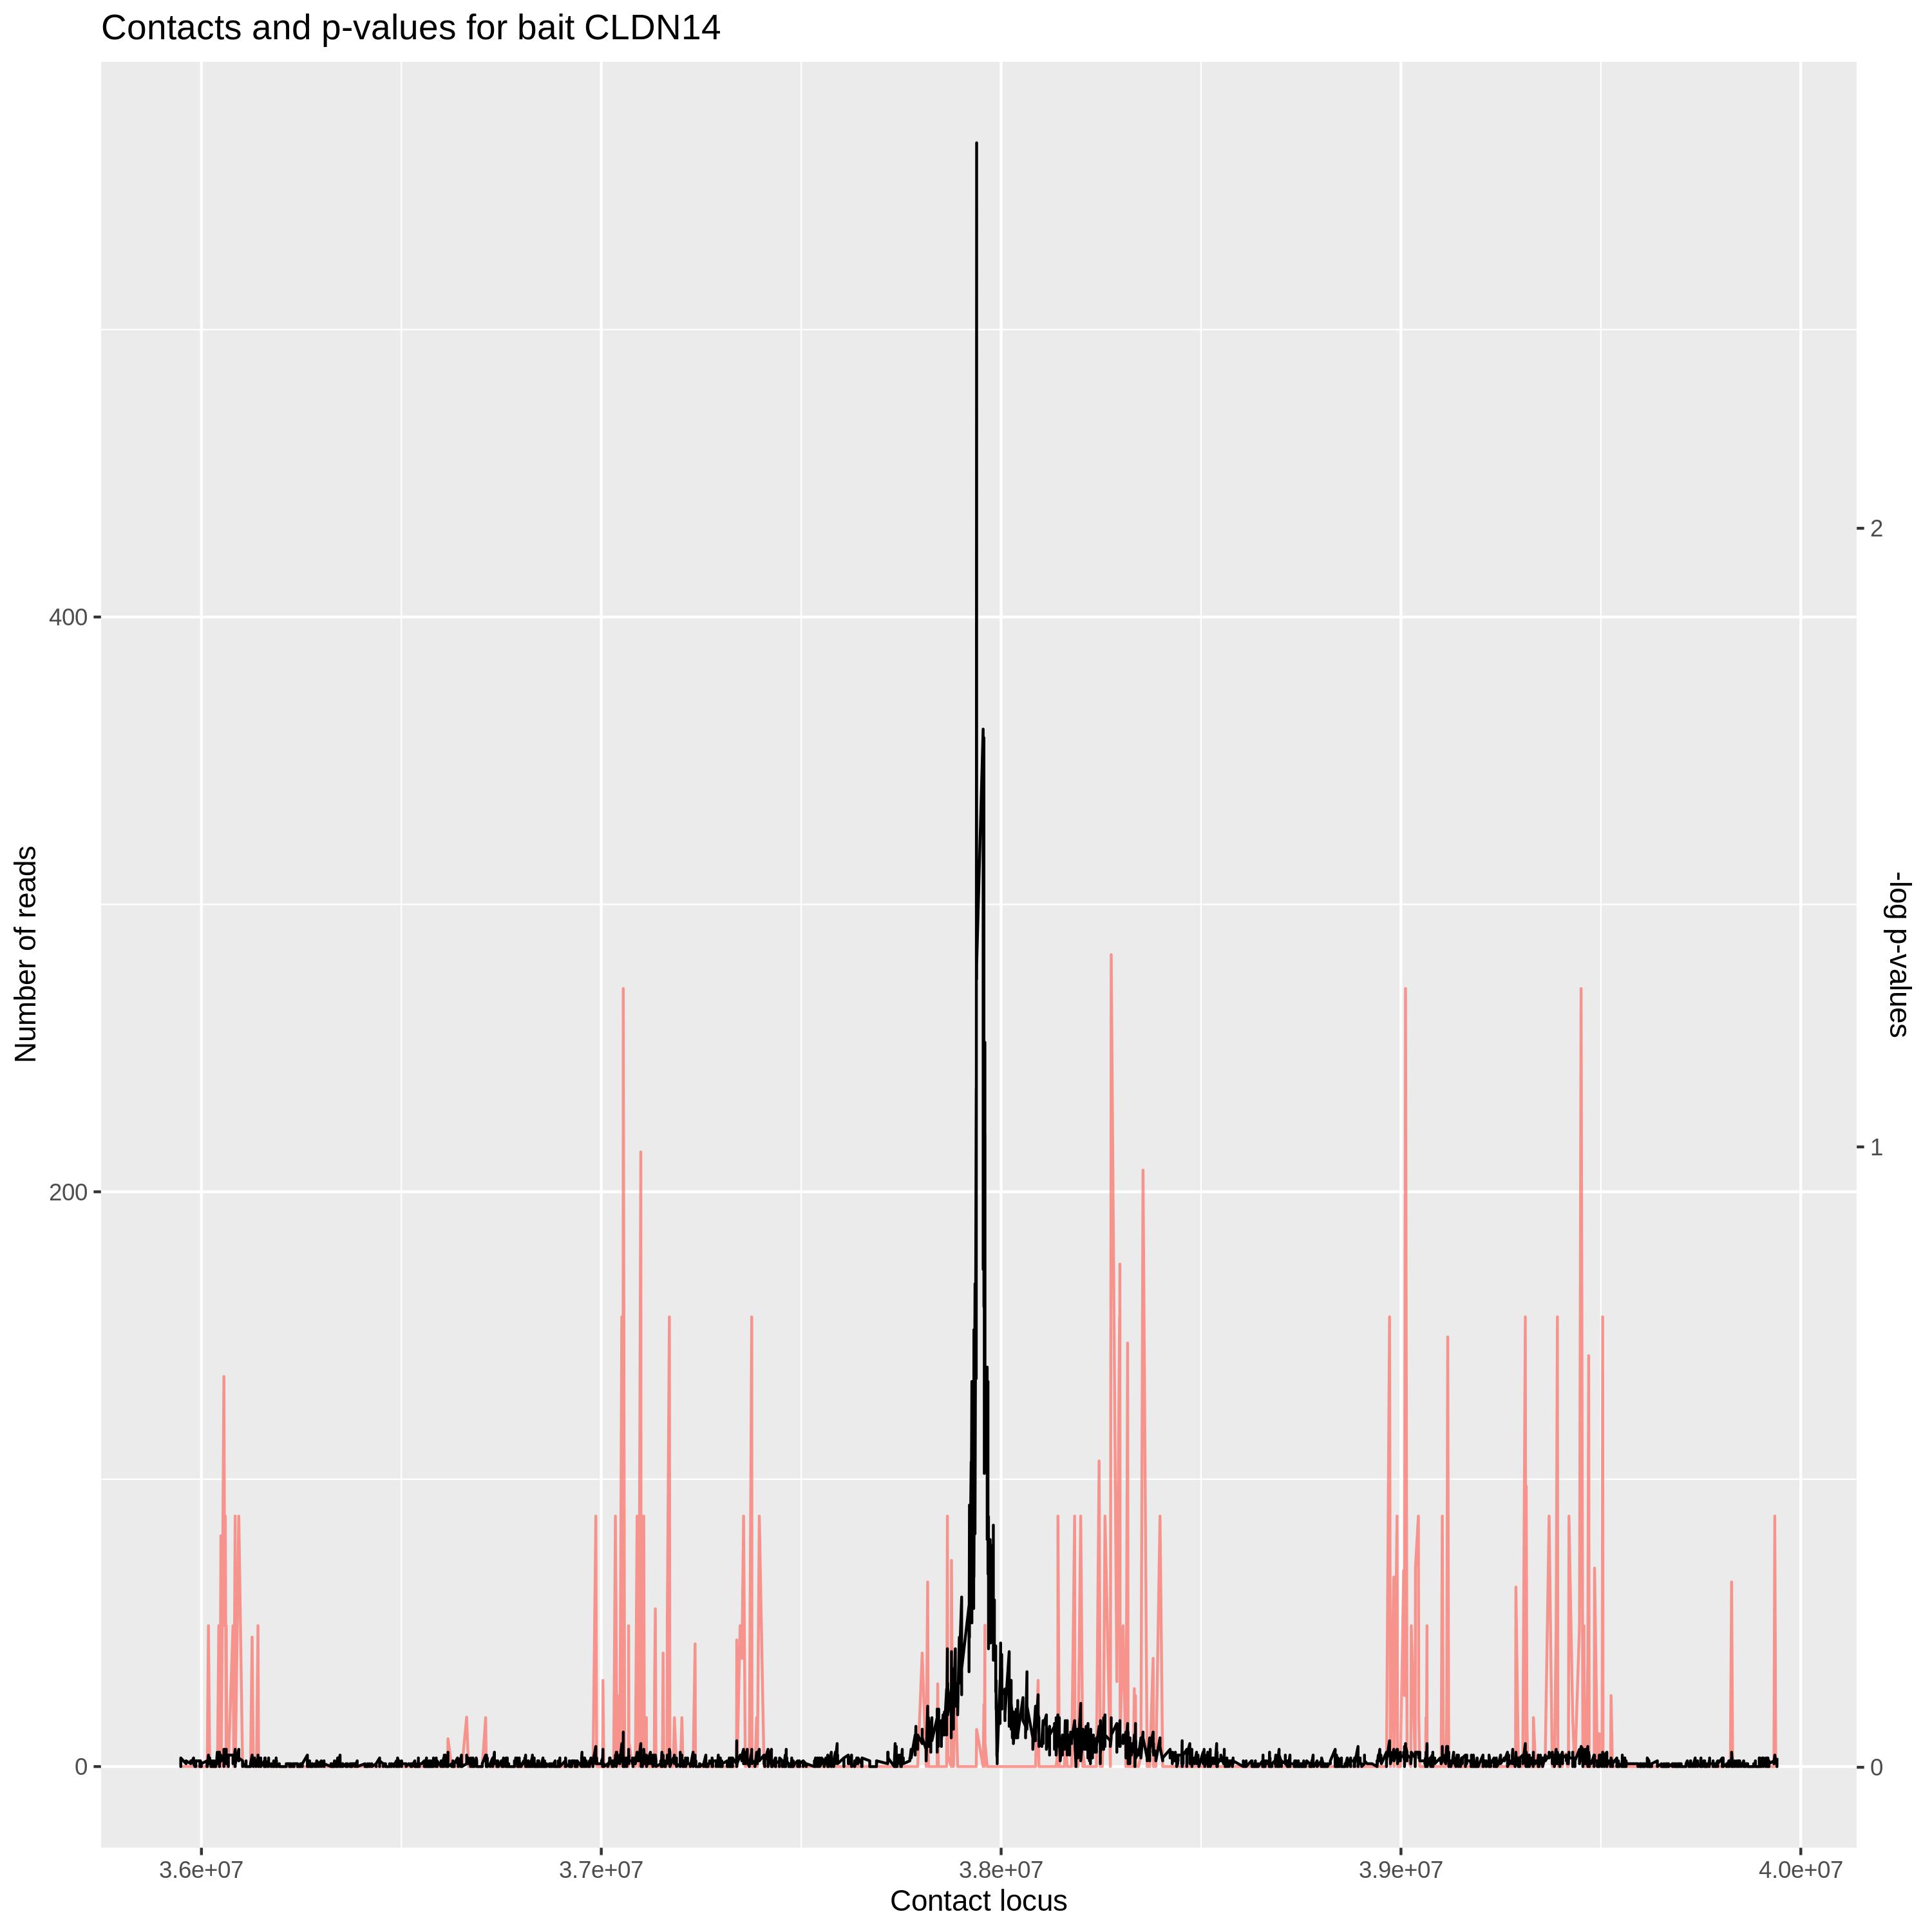 Contacts and p-values for bait CLDN14
Number of reads
400
200
0
2
1
0
-log p-values
3.6e+07 3.7e+07 3.8e+07 3.9e+07 4.0e+07
Contact locus